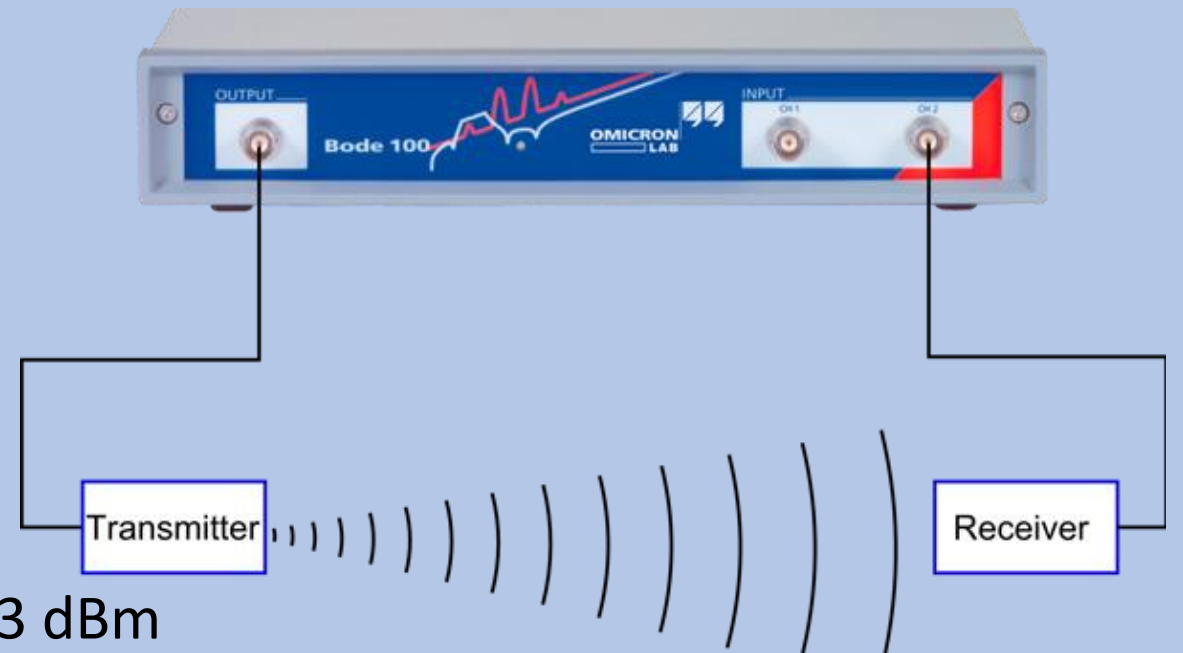 OUTPUT
INPUT
CH 1
CH 2
Bode 100
OMICRON
LAB
Transmitter
Receiver
3 dBm